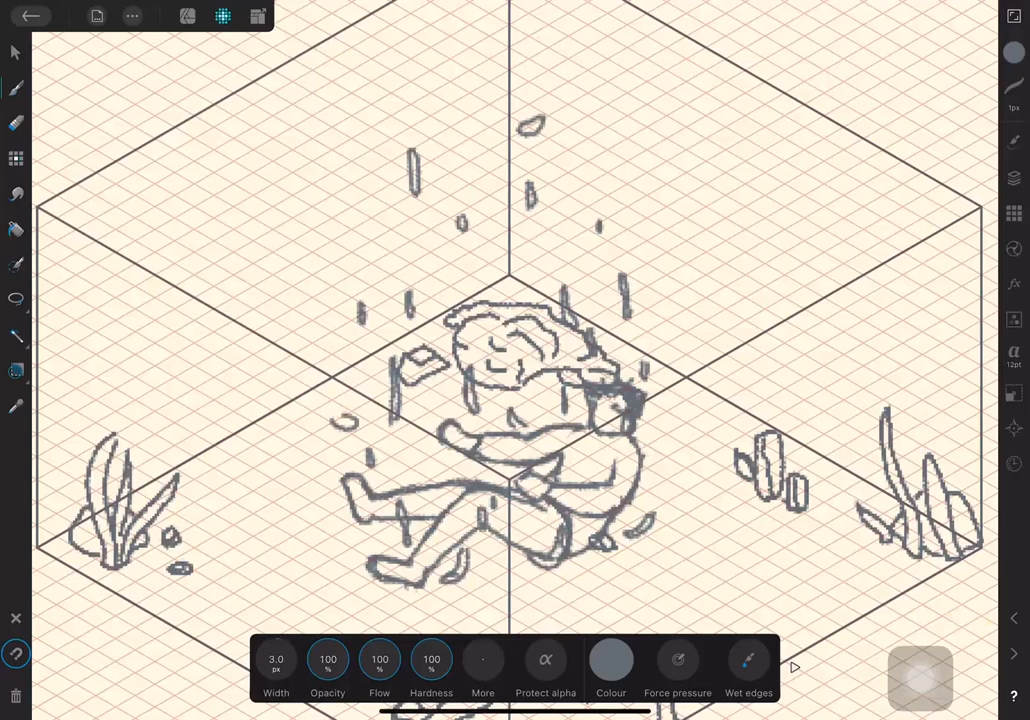 1px
a
12pt
3.0 px
100 %
100 %
100 %
α
Width
Opacity
Flow
Hardness
More
Protect alpha
Colour
Force pressure
Wet edges
fx
?